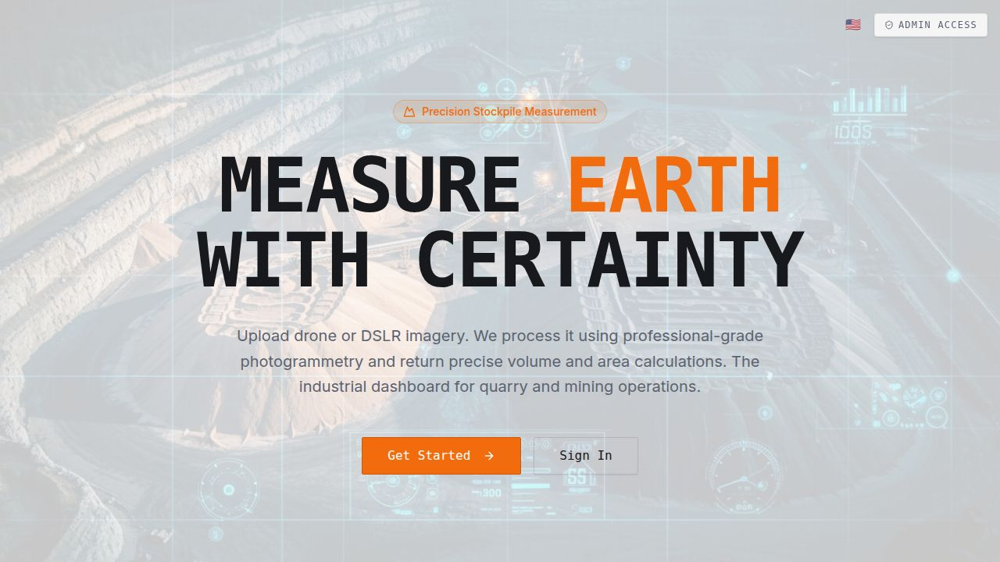 ADMIN ACCESS
Precision Stockpile Measurement
MEASURE EARTH
WITH CERTAINTY
Upload drone or DSLR imagery. We process it using professional-grade
photogrammetry and return precise volume and area calculations. The
industrial dashboard for quarry and mining operations.
Get Started
Sign In